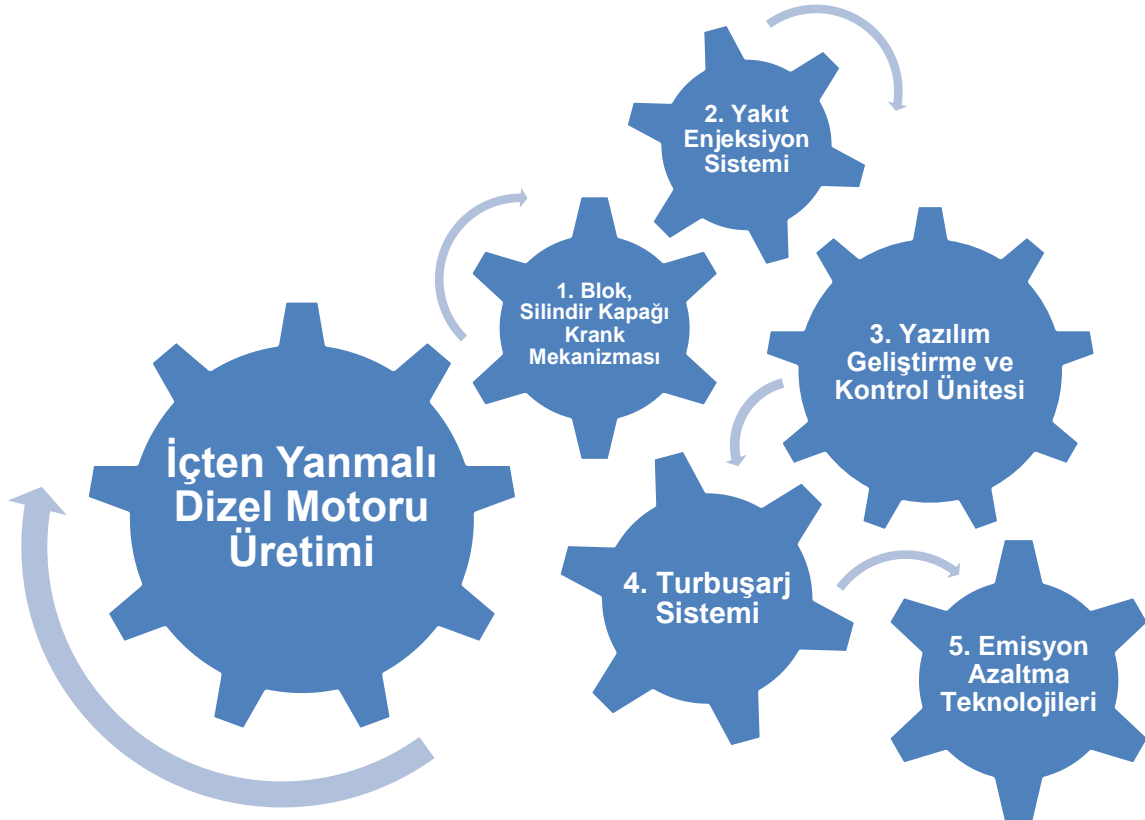 İçten Yanmalı
Dizel Motoru
Üretimi
1. Blok,
Silindir Kapağı
Krank
Mekanizması
2. Yakıt
Enjeksiyon
Sistemi
3. Yazılım
Geliştirme ve
Kontrol Ünitesi
4. Turbuşarj
Sistemi
5. Emisyon
Azaltma
Teknolojileri